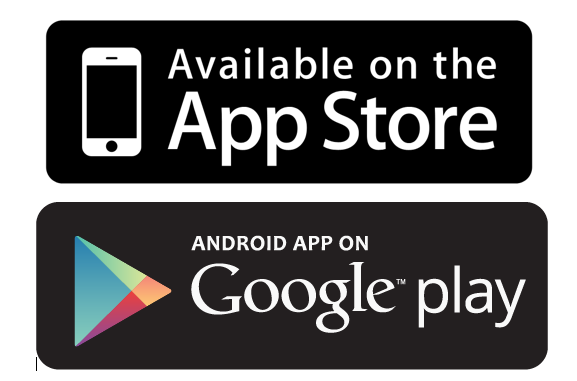 Available on the
App Store
ANDROID APP ON
Google™ play